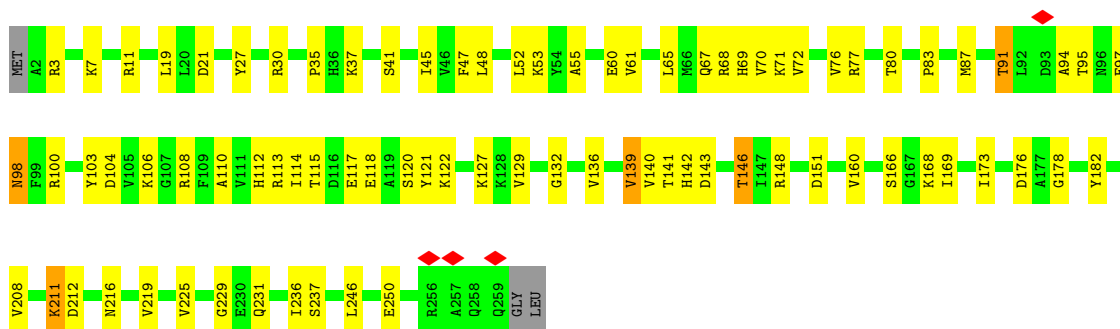 MET A2 R3 K7 R11 L19 L20 D21 Y27 R30 P35 H36 K37 S41 I45 V46 F47 L48 L52 K53 Y54 A55 E60 V61 L65 M66 Q67 R68 H69 V70 K71 V72 V76 R77 T80 P83 M87 T91 L92 D93 A94 T95 N96 E97
N98 F99 R100 Y103 D104 V105 K106 G107 R108 F109 A110 V111 H112 R113 I114 T115 D116 E117 E118 A119 S120 Y121 K122 K127 K128 V129 G132 V136 V139 V140 T141 H142 D143 T146 I147 R148 D151 V160 S166 G167 K168 I169 I173 D176 A177 G178 Y182
V208 K211 D212 N216 V219 V225 G229 E230 Q231 I236 S237 L246 E250 R256 A257 Q258 Q259 GLY LEU